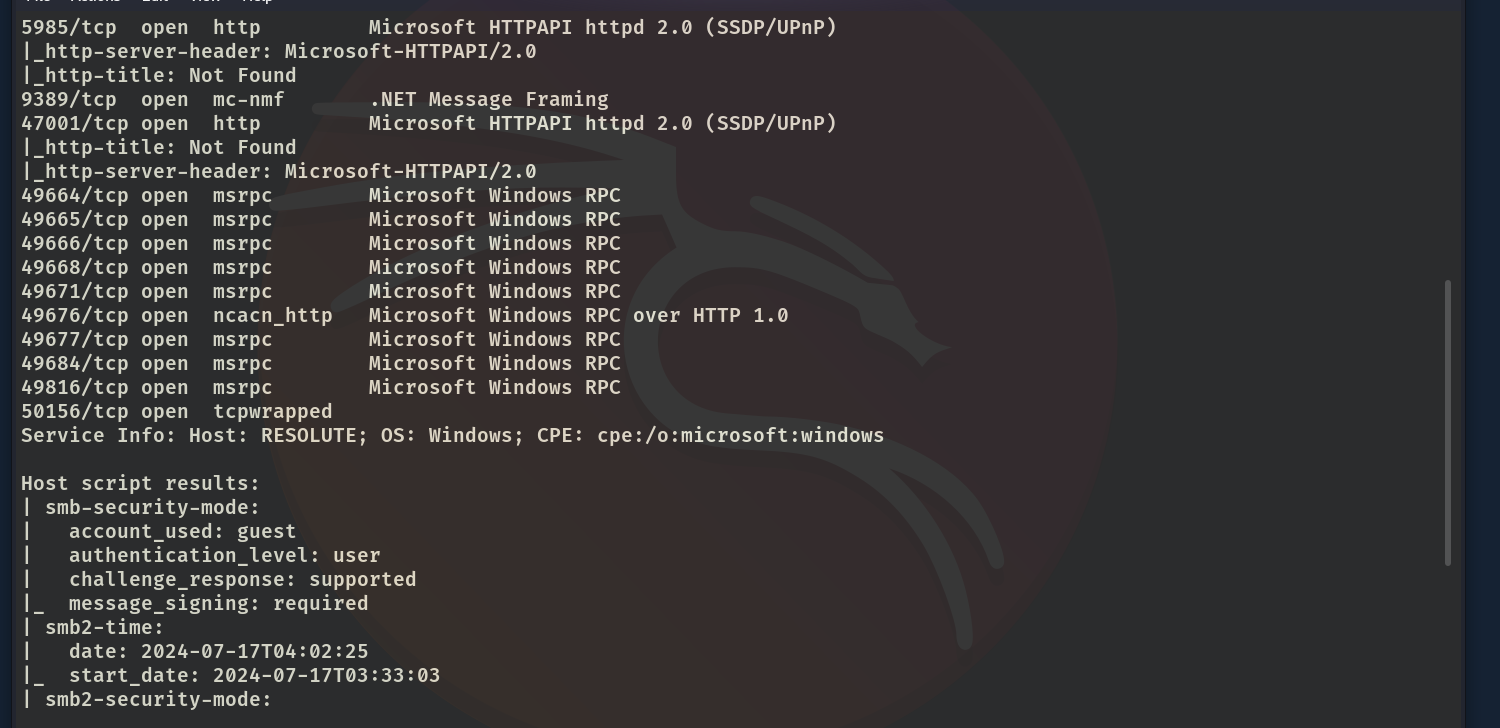 5985/tcp  open  http         Microsoft HTTPAPI httpd 2.0 (SSDP/UPnP)
|_http-server-header: Microsoft-HTTPAPI/2.0
|_http-title: Not Found
9389/tcp  open  mc-nmf       .NET Message Framing
47001/tcp open  http         Microsoft HTTPAPI httpd 2.0 (SSDP/UPnP)
|_http-title: Not Found
|_http-server-header: Microsoft-HTTPAPI/2.0
49664/tcp open  msrpc        Microsoft Windows RPC
49665/tcp open  msrpc        Microsoft Windows RPC
49666/tcp open  msrpc        Microsoft Windows RPC
49668/tcp open  msrpc        Microsoft Windows RPC
49671/tcp open  msrpc        Microsoft Windows RPC
49676/tcp open  ncacn_http   Microsoft Windows RPC over HTTP 1.0
49677/tcp open  msrpc        Microsoft Windows RPC
49684/tcp open  msrpc        Microsoft Windows RPC
49816/tcp open  msrpc        Microsoft Windows RPC
50156/tcp open  tcpwrapped
Service Info: Host: RESOLUTE; OS: Windows; CPE: cpe:/o:microsoft:windows

Host script results:
| smb-security-mode:
|   account_used: guest
|   authentication_level: user
|   challenge_response: supported
|_  message_signing: required
| smb2-time:
|   date: 2024-07-17T04:02:25
|_  start_date: 2024-07-17T03:33:03
| smb2-security-mode: